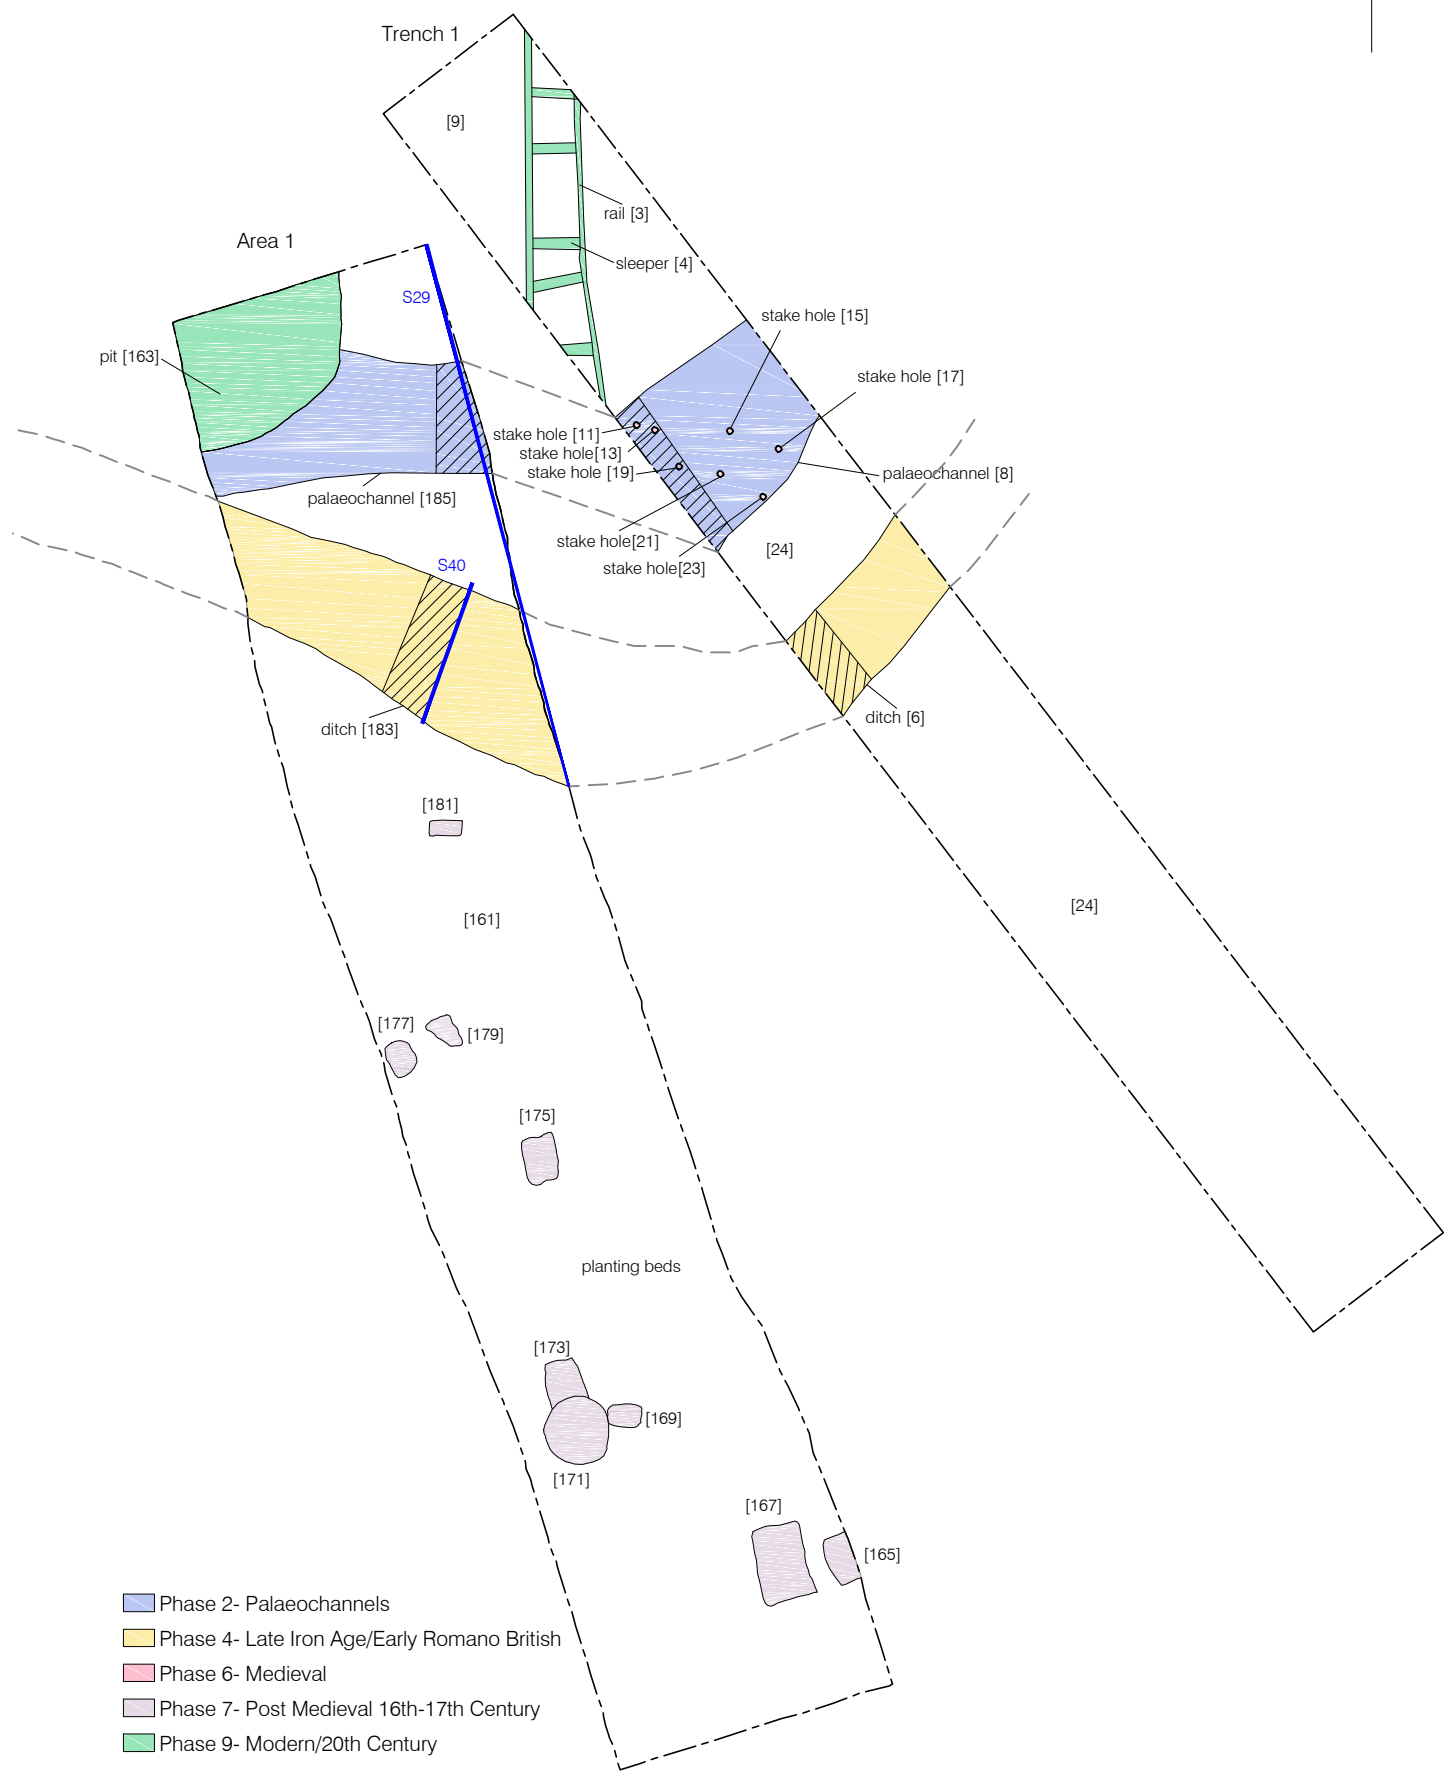 Trench 1
[9]
rail [3]
Area 1
sleeper [4]
S29
stake hole [15]
pit [163]
stake hole [17]
stake hole [11]
stake hole[13]
stake hole [19]
palaeochannel [8]
palaeochannel [185]
stake hole[21]
[24]
S40
stake hole[23]
ditch [6]
ditch [183]
[181]
[24]
[161]
[177]
[179]
[175]
planting beds
[173]
[169]
[171]
[167]
[165]
Phase 2- Palaeochannels
Phase 4- Late Iron Age/Early Romano British
Phase 6- Medieval
Phase 7- Post Medieval 16th-17th Century
Phase 9- Modern/20th Century